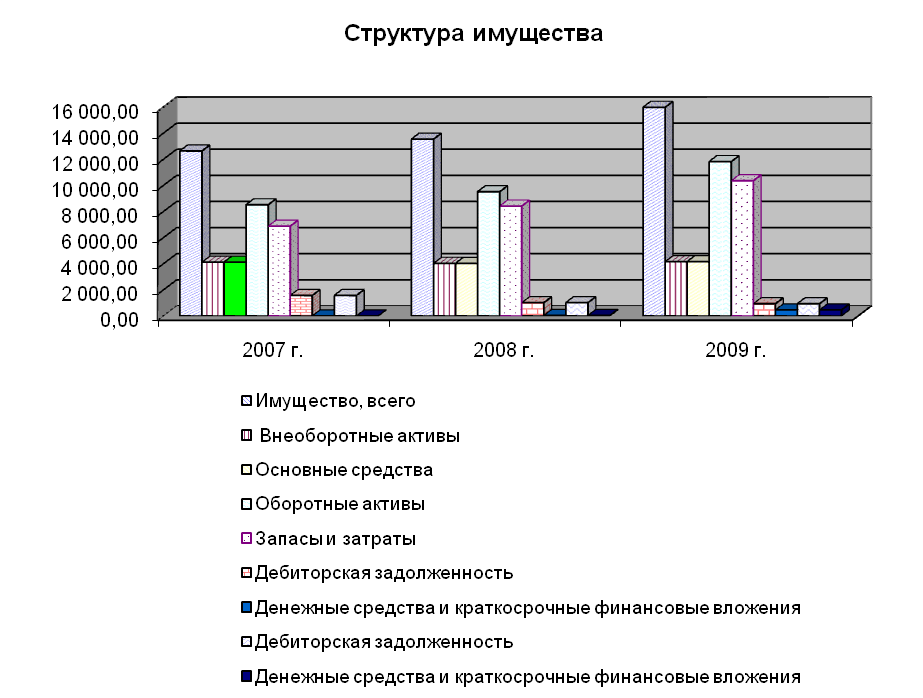 Структура имущества
16 000,00
14 000,00
12 000,00
10 000,00
8 000,00
6 000,00
4 000,00
2 000,00
0,00
2007 г. 2008 г. 2009 г.
Имущество, всего
Внеоборотные активы
Основные средства
Оборотные активы
Запасы и затраты
Дебиторская задолженность
Денежные средства и краткосрочные финансовые вложения
Дебиторская задолженность
Денежные средства и краткосрочные финансовые вложения